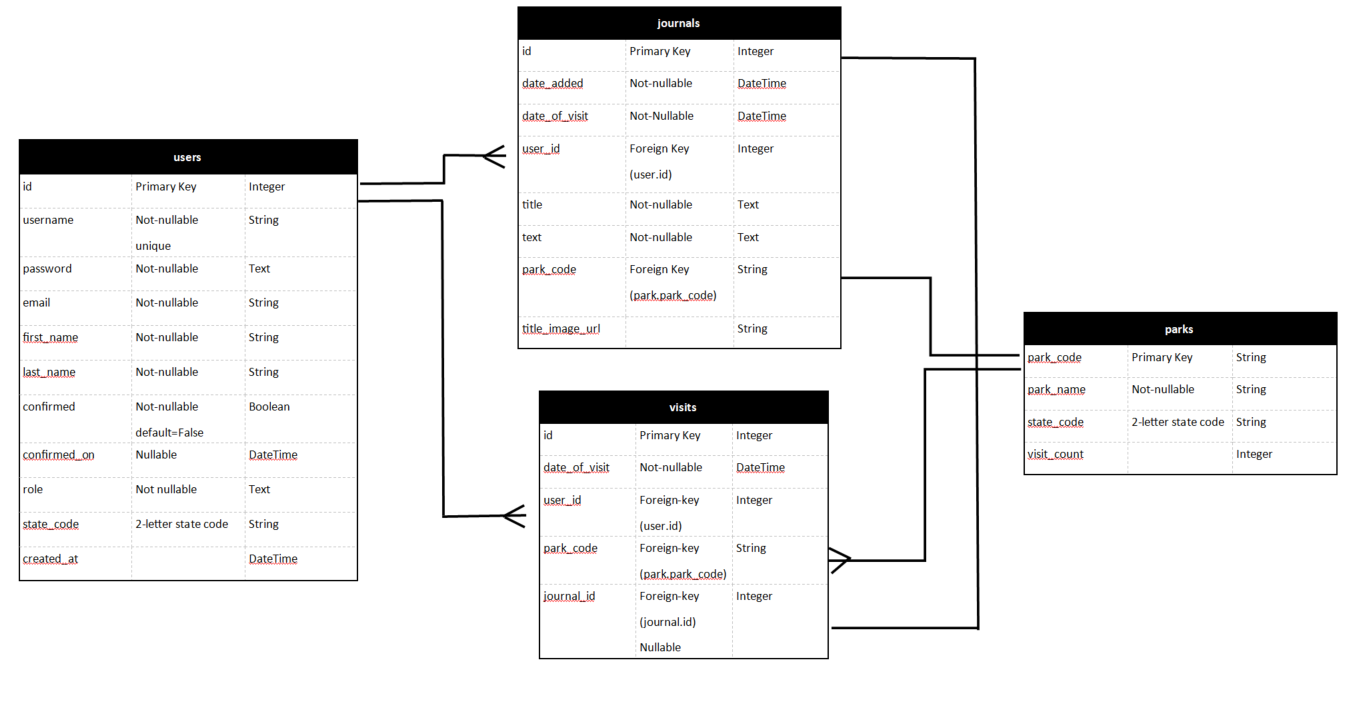 journals
id Primary Key Integer
date_added Not-nullable DateTime
date_of_visit Not-Nullable DateTime
user_id Foreign Key Integer
(user.id)
title Not-nullable Text
text Not-nullable Text
park_code Foreign Key String
(park.park_code)
title_image_url String
users
id Primary Key Integer
username Not-nullable String
unique
password Not-nullable Text
email Not-nullable String
first_name Not-nullable String
last_name Not-nullable String
confirmed Not-nullable Boolean
default=False
confirmed_on Nullable DateTime
role Not nullable Text
state_code 2-letter state code String
created_at DateTime
visits
id Primary Key Integer
date_of_visit Not-nullable DateTime
user_id Foreign-key Integer
(user.id)
park_code Foreign-key String
(park.park_code)
journal_id Foreign-key Integer
(journal.id)
Nullable
parks
park_code Primary Key String
park_name Not-nullable String
state_code 2-letter state code String
visit_count Integer